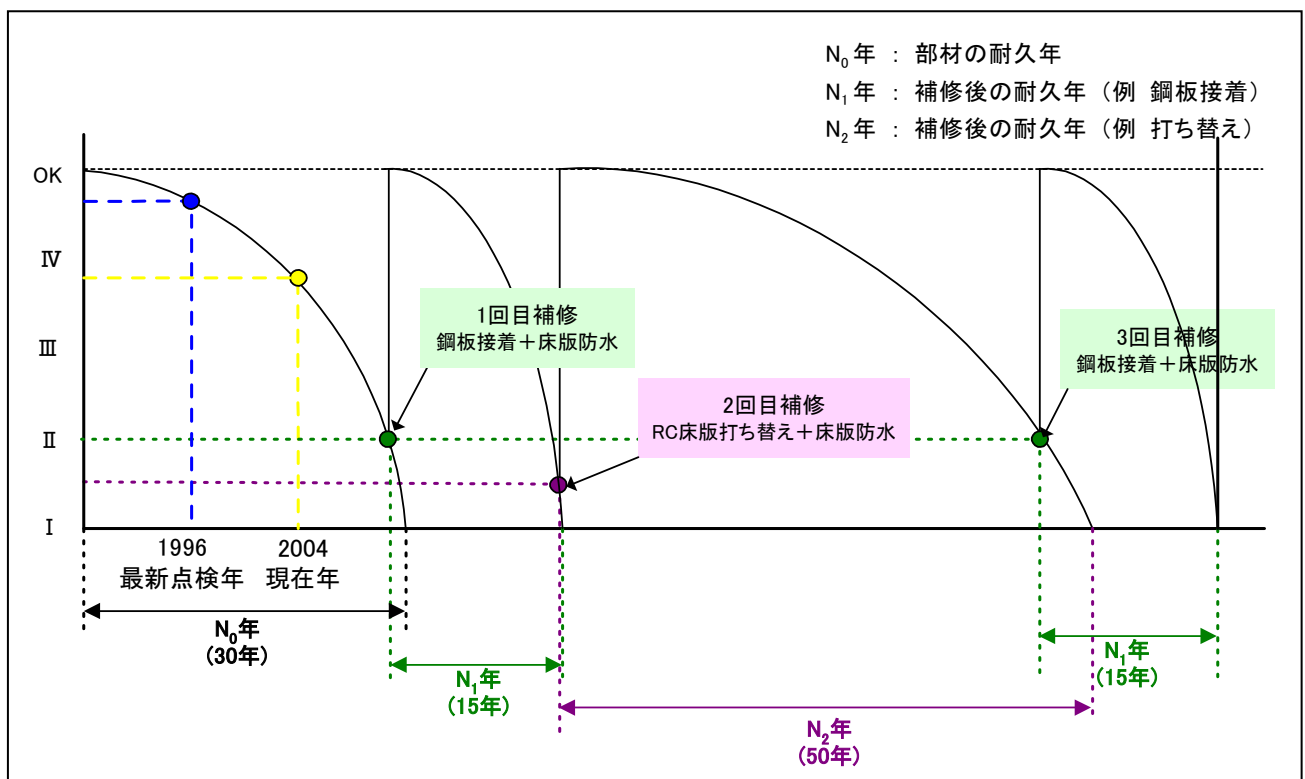 N₀年 : 部材の耐久年
N₁年 : 補修後の耐久年（例 鋼板接着）
N₂年 : 補修後の耐久年（例 打ち替え）
OK
Ⅳ
Ⅲ
Ⅱ
Ⅰ
1回目補修
鋼板接着＋床版防水
2回目補修
RC床版打ち替え＋床版防水
3回目補修
鋼板接着＋床版防水
1996
最新点検年
2004
現在年
N₀年
(30年)
N₁年
(15年)
N₂年
(50年)
N₁年
(15年)